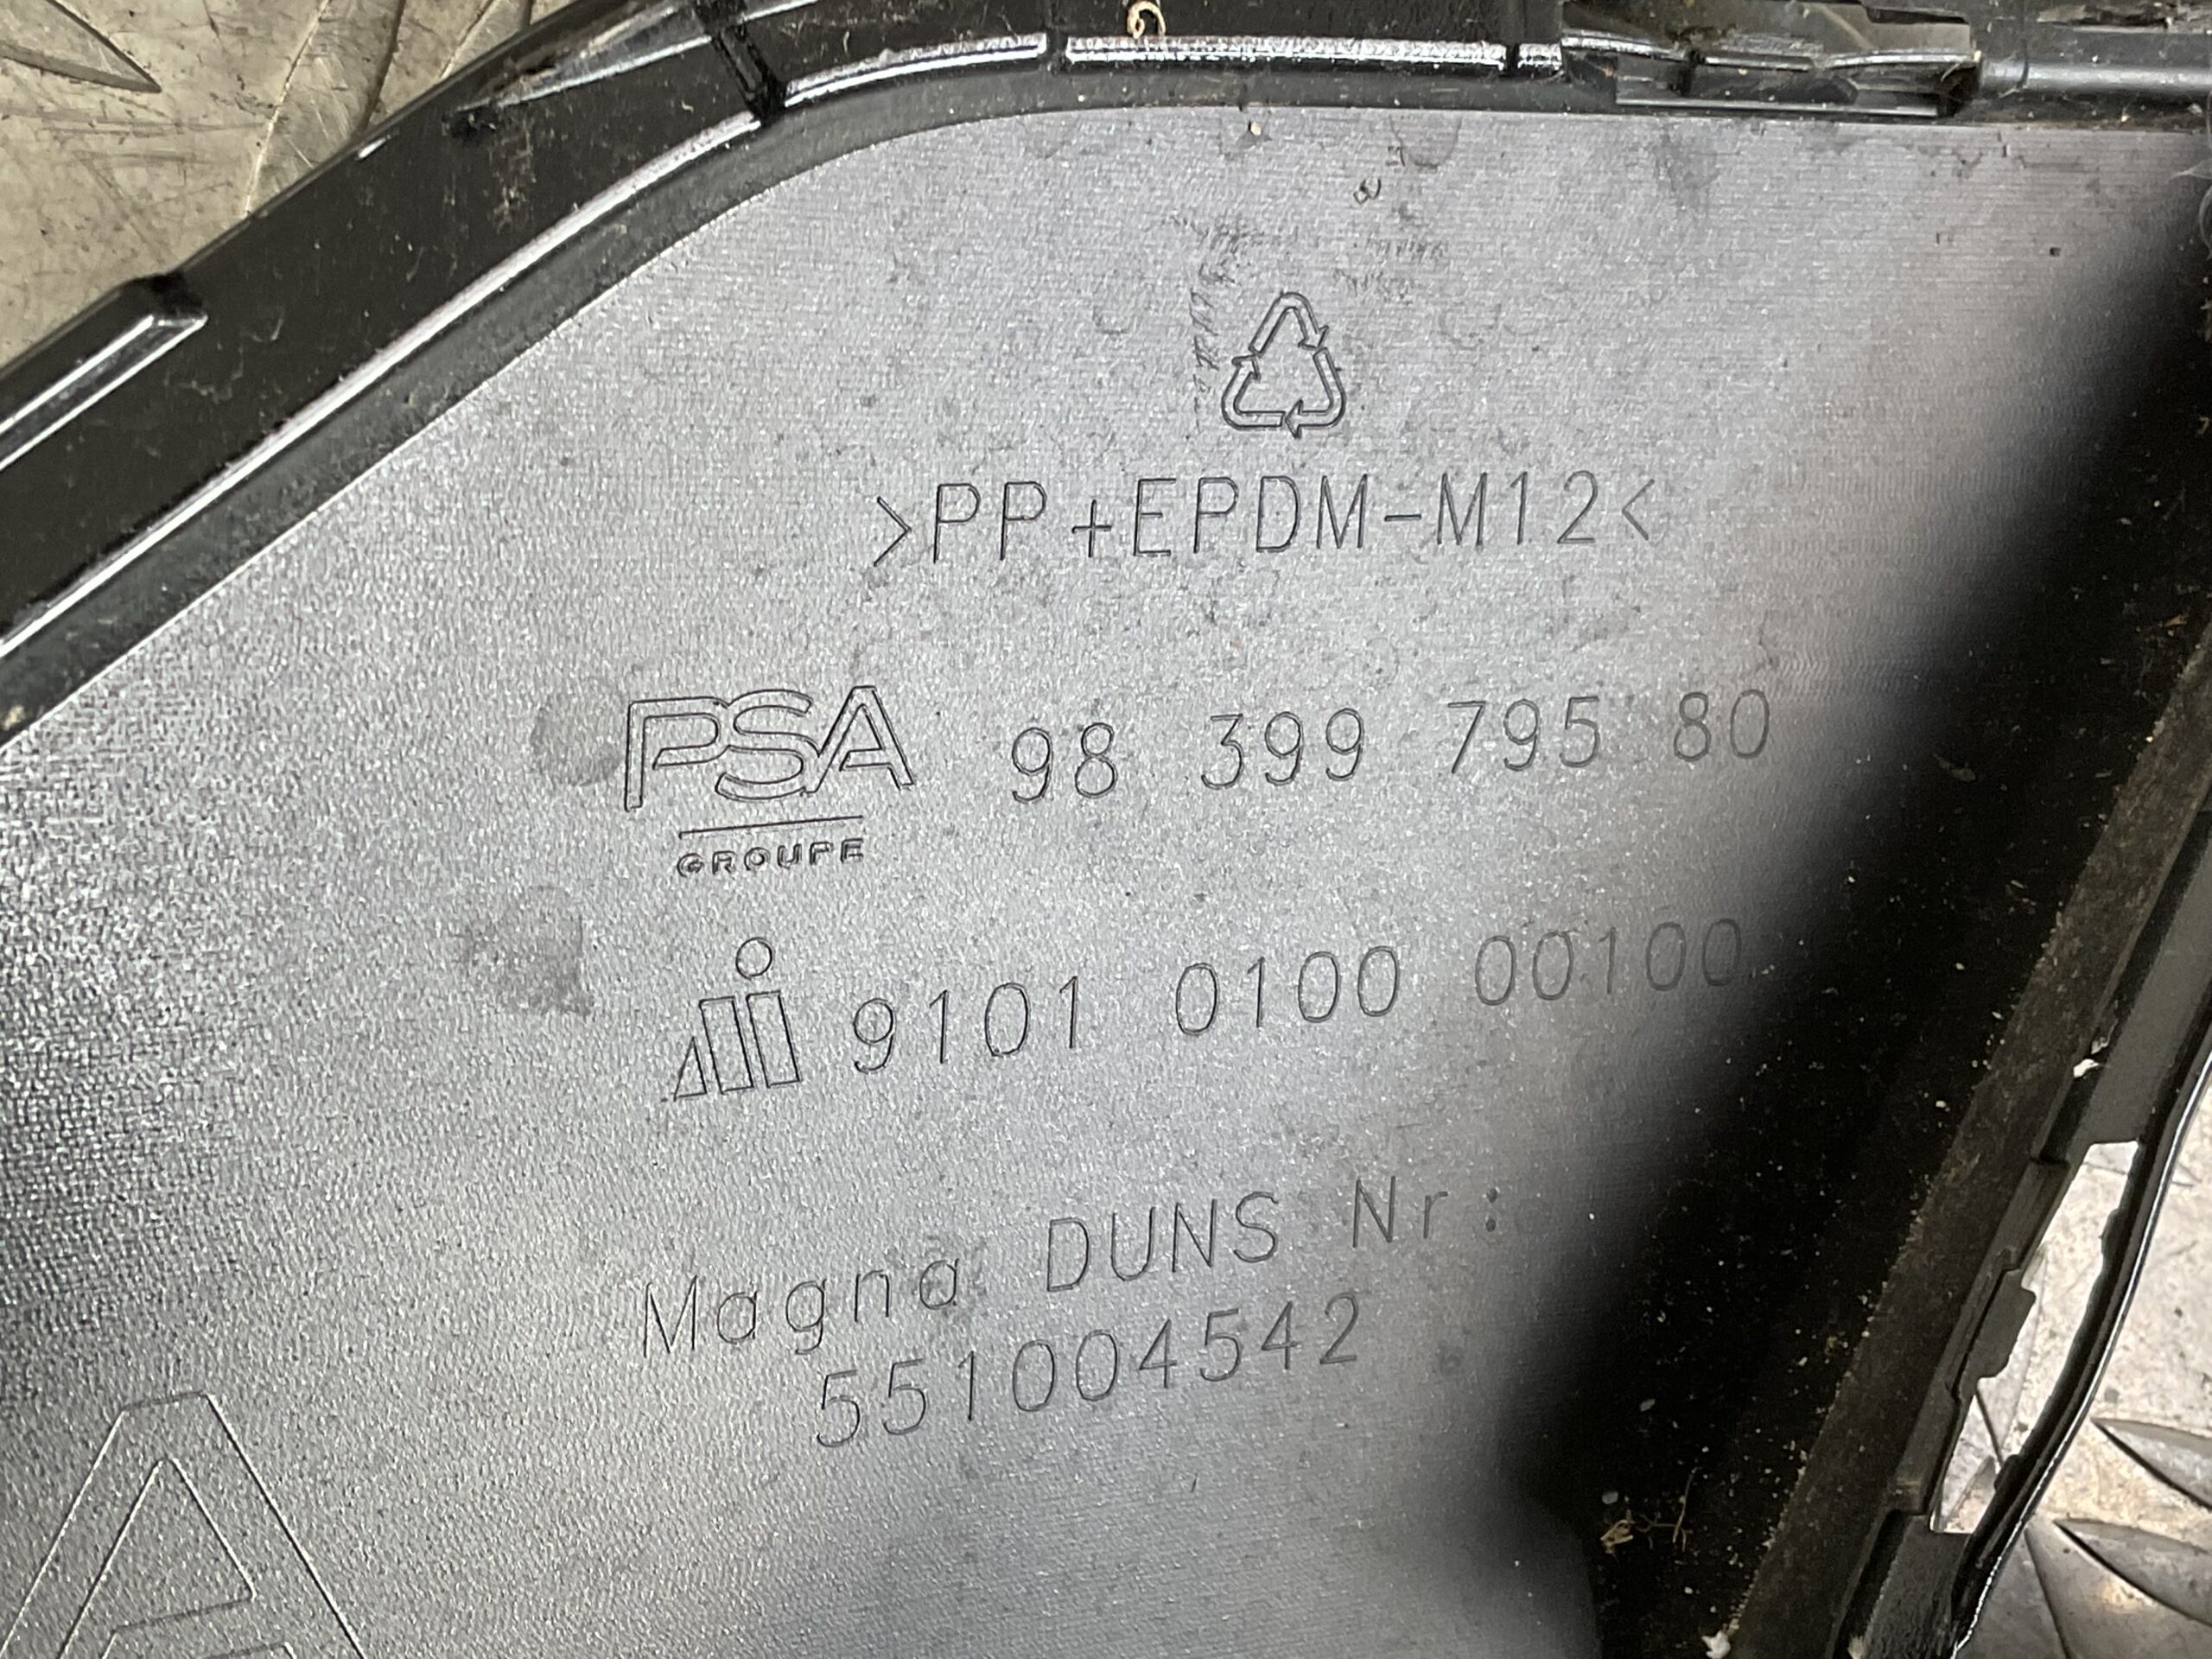 >PP+EPDM-M12<
PSA 98 399 795 80
GROUPE
9101 0100 00100
Magna DUNS Nr:
551004542
A